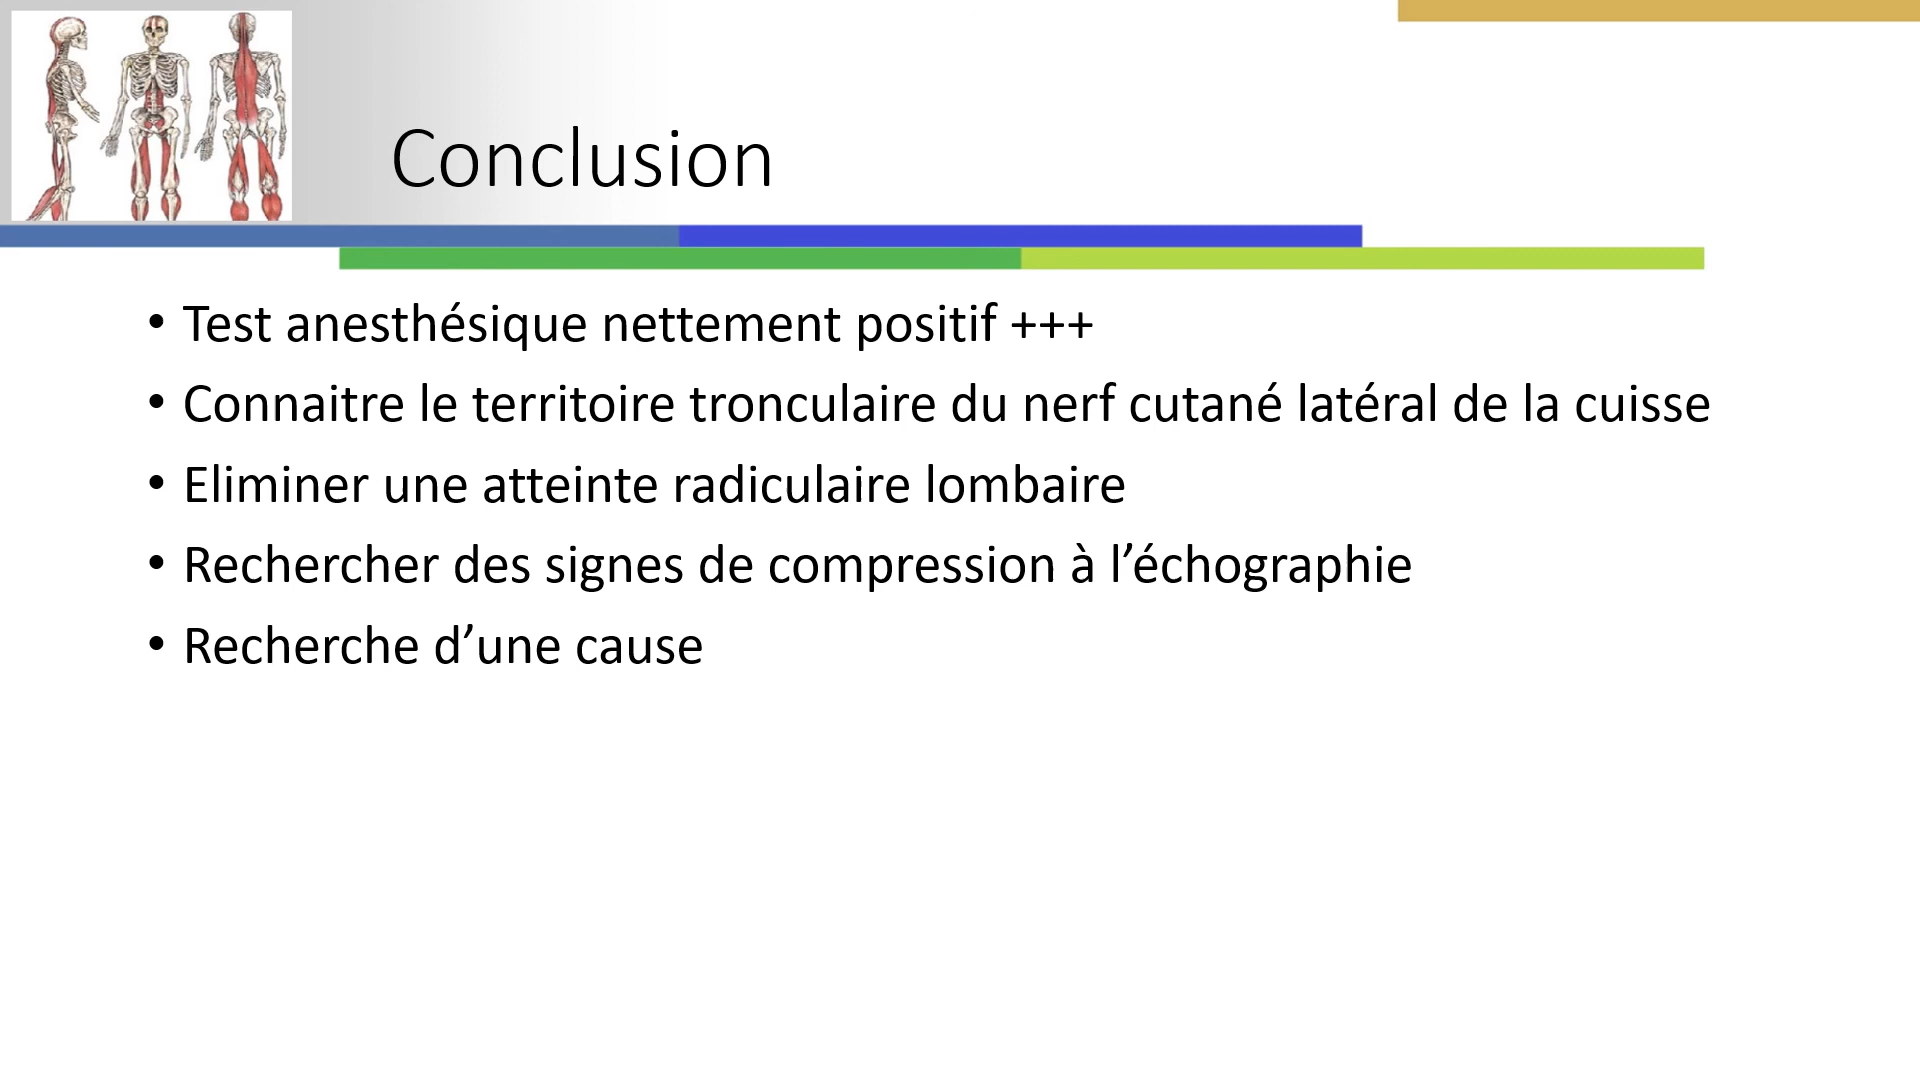 Conclusion
• Test anesthésique nettement positif +++
• Connaitre le territoire tronculaire du nerf cutané latéral de la cuisse
• Eliminer une atteinte radiculaire lombaire
• Rechercher des signes de compression à l’échographie
• Recherche d’une cause